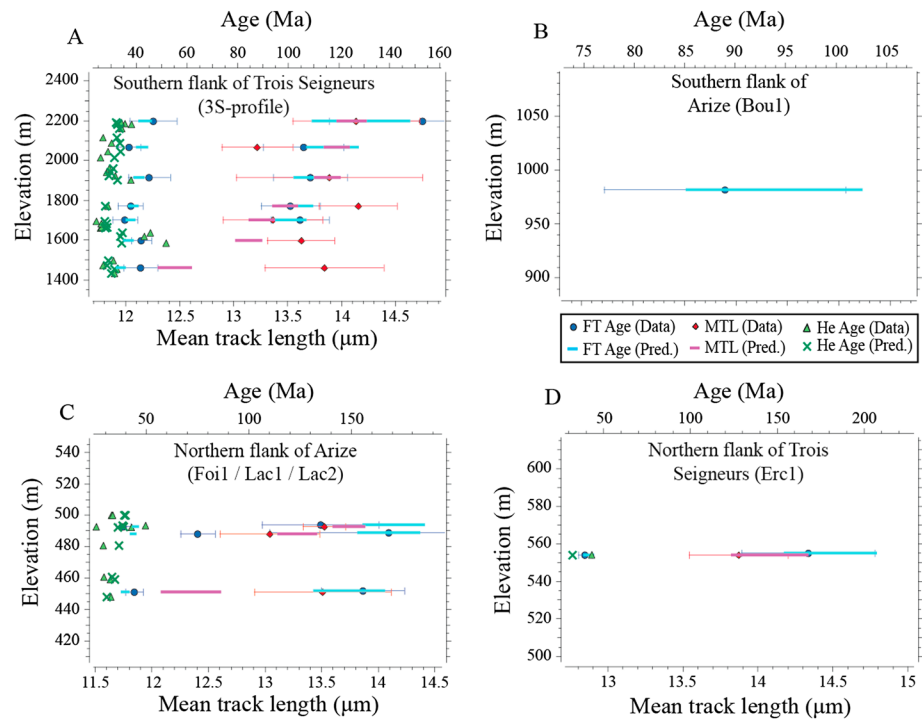 A
Age (Ma)
40 60 80 100 120 140 160
Southern flank of Trois Seigneurs
(3S-profile)
Elevation (m)
2400
2200
2000
1800
1600
1400
12 12.5 13 13.5 14 14.5
Mean track length (μm)
B
Age (Ma)
75 80 85 90 95 100 105
Southern flank of
Arize (Bou1)
Elevation (m)
1050
1000
950
900
FT Age (Data) MTL (Data) He Age (Data)
FT Age (Pred.) MTL (Pred.) He Age (Pred.)
C
Age (Ma)
50 100 150
Northern flank of Arize
(Foi1 / Lac1 / Lac2)
Elevation (m)
540
520
500
480
460
440
420
11.5 12 12.5 13 13.5 14 14.5
Mean track length (μm)
D
Age (Ma)
50 100 150 200
Northern flank of Trois
Seigneurs (Erc1)
Elevation (m)
600
580
560
540
520
500
13 13.5 14 14.5 15
Mean track length (μm)